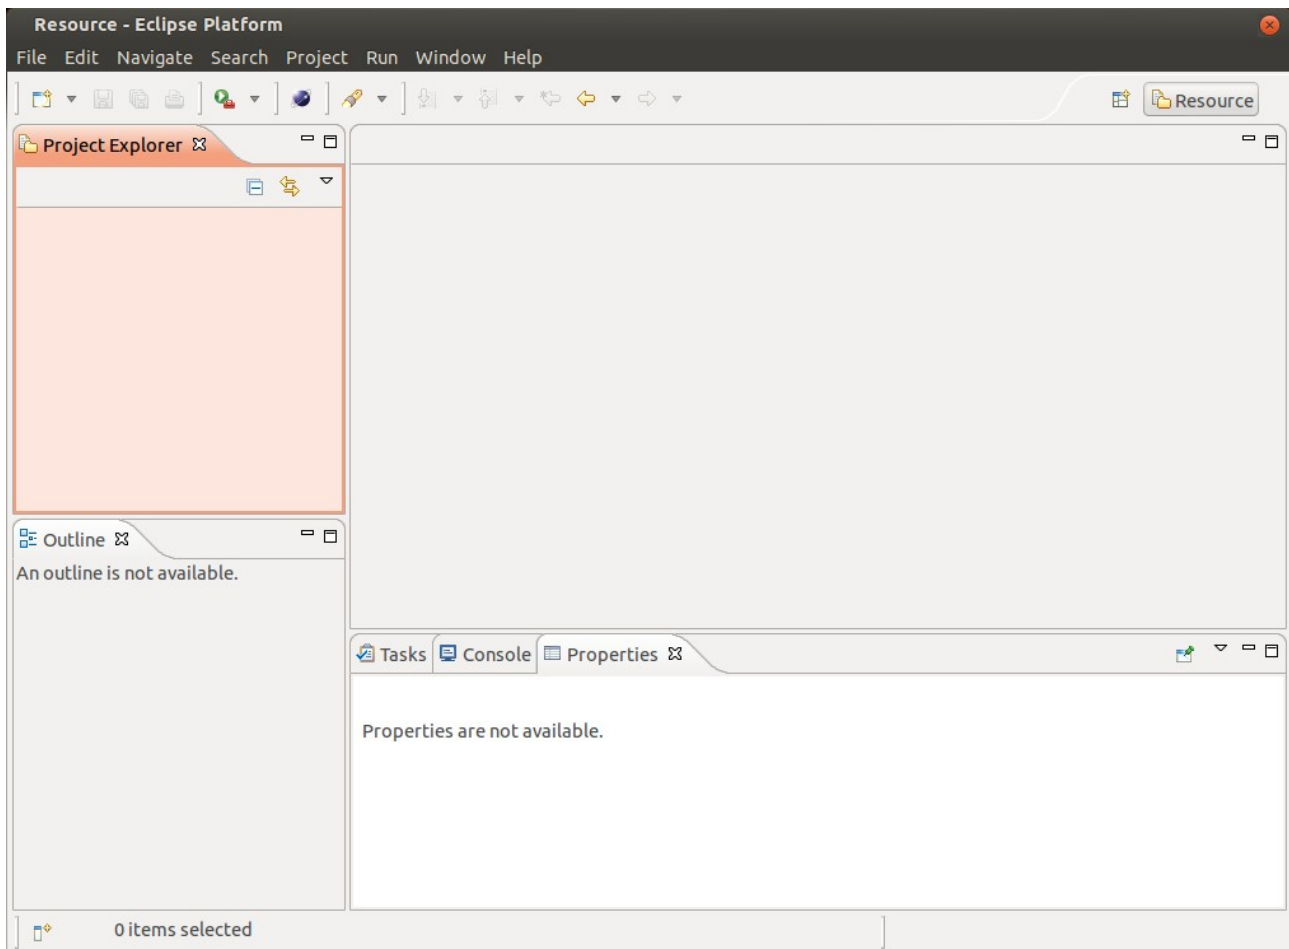 Resource - Eclipse Platform
File Edit Navigate Search Project Run Window Help
Resource
Project Explorer
Outline
An outline is not available.
Tasks Console Properties
Properties are not available.
0 items selected